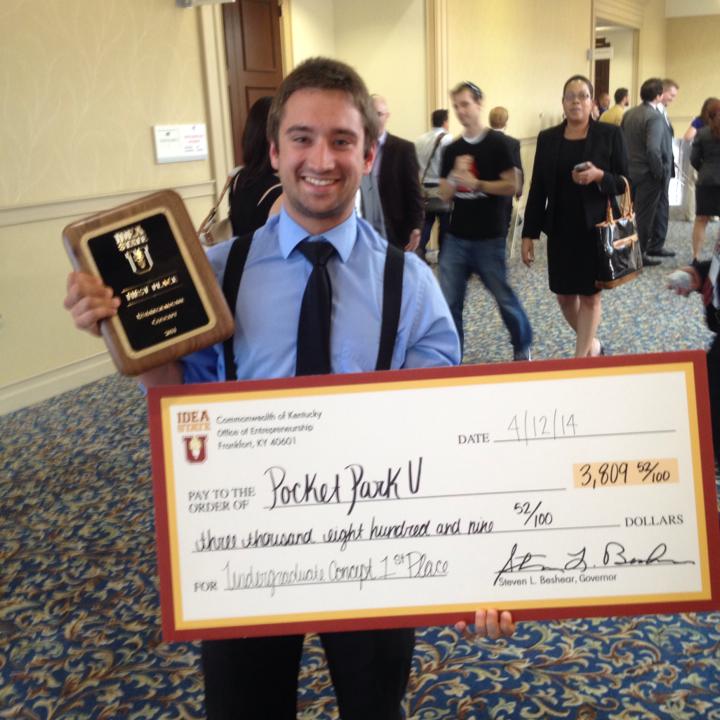 IDEA
STATE
FIRST PLACE
UNDERGRADUATE
CONCEPT
IDEA
STATE
U
Commonwealth of Kentucky
Office of Entrepreneurship
Frankfort, KY 40601
DATE 4/12/14
PAY TO THE
ORDER OF Pocket Park U
3,809 52/100
three thousand eight hundred and nine 52/100 DOLLARS
FOR Undergraduate Concept 1st Place
Steven L. Beshear, Governor